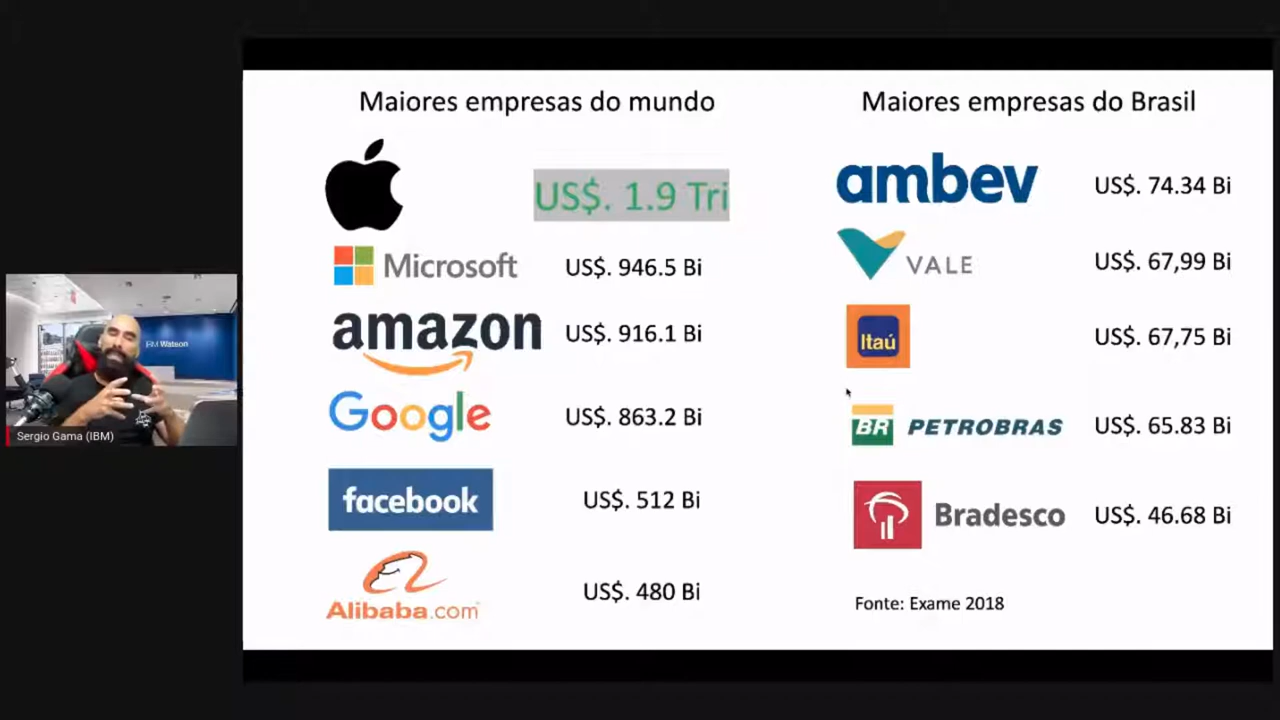 Maiores empresas do mundo
US$. 1.9 Tri
Microsoft US$. 946.5 Bi
amazon US$. 916.1 Bi
Google US$. 863.2 Bi
facebook US$. 512 Bi
Alibaba.com US$. 480 Bi
Maiores empresas do Brasil
ambev US$. 74.34 Bi
VALE US$. 67,99 Bi
Itaú US$. 67,75 Bi
BR PETROBRAS US$. 65.83 Bi
Bradesco US$. 46.68 Bi
Fonte: Exame 2018
IBM Watson
Sergio Gama (IBM)